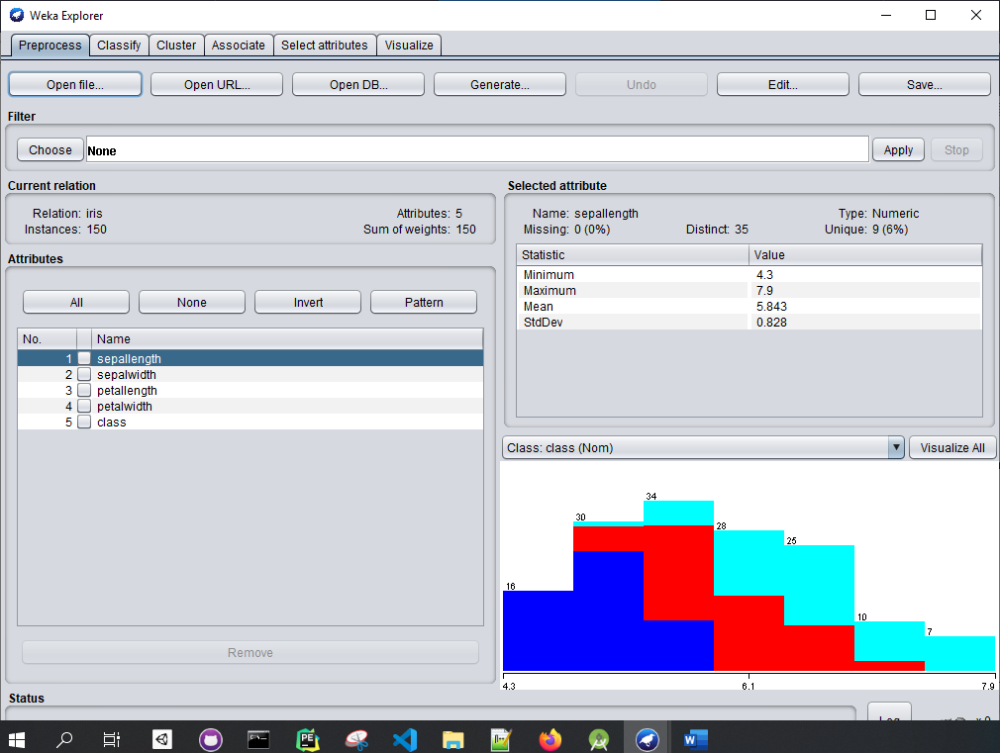 Weka Explorer
Preprocess Classify Cluster Associate Select attributes Visualize
Open file... Open URL... Open DB... Generate... Undo Edit... Save...
Filter
Choose None Apply Stop
Current relation
Relation: iris Attributes: 5
Instances: 150 Sum of weights: 150
Selected attribute
Name: sepallength Type: Numeric
Missing: 0 (0%) Distinct: 35 Unique: 9 (6%)
Statistic Value
Minimum 4.3
Maximum 7.9
Mean 5.843
StdDev 0.828
Attributes
All None Invert Pattern
No. Name
1 sepallength
2 sepalwidth
3 petallength
4 petalwidth
5 class
Remove
Class: class (Nom) Visualize All
16 30 34 28 25 10 7
4.3 6.1 7.9
Status
Log x 0
PE
W